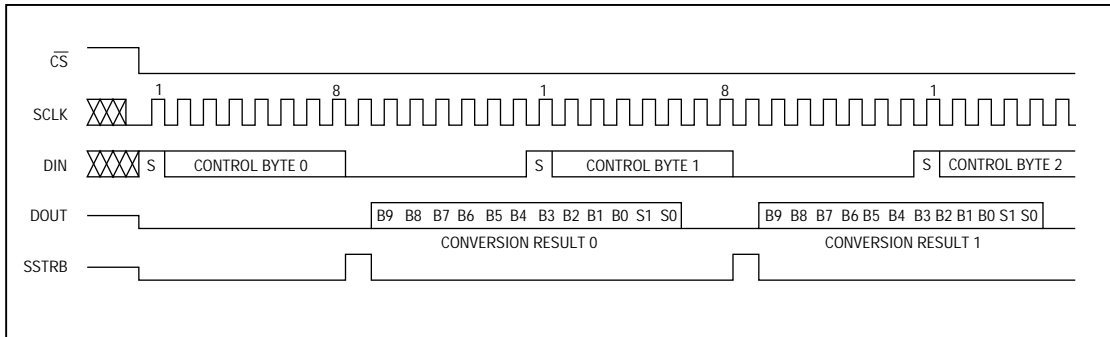 CS
1 8 1 8 1
SCLK
DIN S CONTROL BYTE 0 S CONTROL BYTE 1 S CONTROL BYTE 2
DOUT B9 B8 B7 B6 B5 B4 B3 B2 B1 B0 S1 S0 B9 B8 B7 B6 B5 B4 B3 B2 B1 B0 S1 S0
CONVERSION RESULT 0 CONVERSION RESULT 1
SSTRB